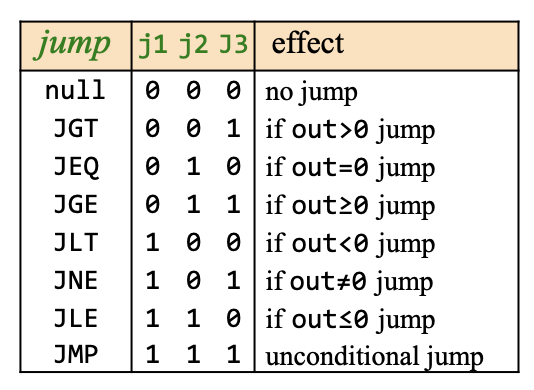 jump j1 j2 J3 effect
null 0 0 0 no jump
JGT 0 0 1 if out>0 jump
JEQ 0 1 0 if out=0 jump
JGE 0 1 1 if out≥0 jump
JLT 1 0 0 if out<0 jump
JNE 1 0 1 if out≠0 jump
JLE 1 1 0 if out≤0 jump
JMP 1 1 1 unconditional jump